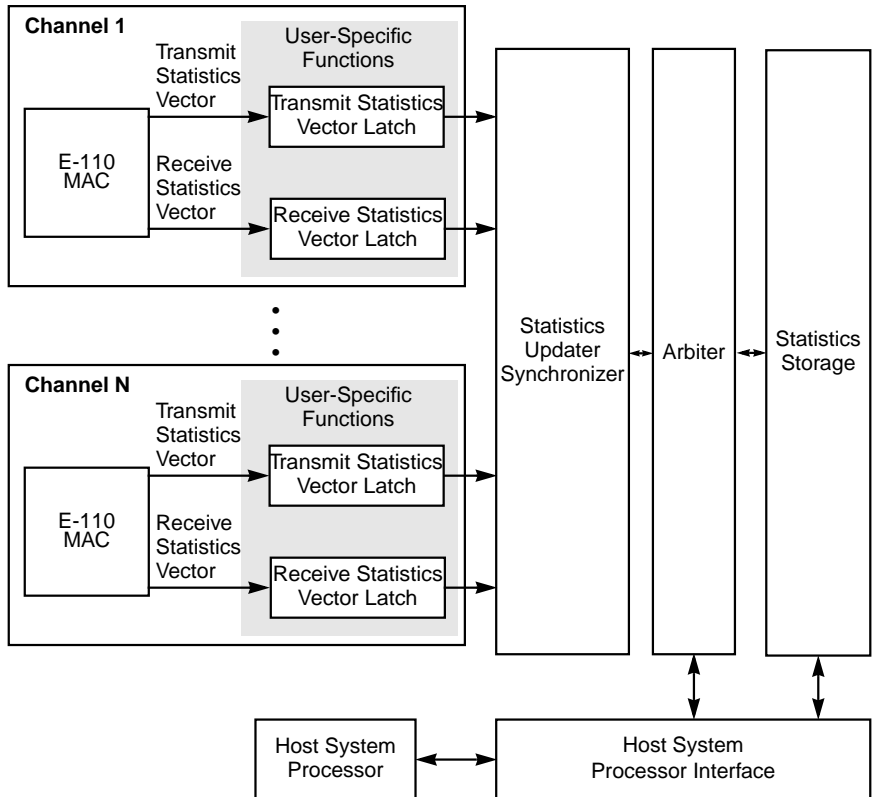 Channel 1
User-Specific
Functions
Transmit
Statistics
Vector
Transmit Statistics
Vector Latch
E-110
MAC
Receive
Statistics
Vector
Receive Statistics
Vector Latch
Channel N
User-Specific
Functions
Transmit
Statistics
Vector
Transmit Statistics
Vector Latch
E-110
MAC
Receive
Statistics
Vector
Receive Statistics
Vector Latch
Statistics
Updater
Synchronizer
Arbiter
Statistics
Storage
Host System
Processor
Host System
Processor Interface